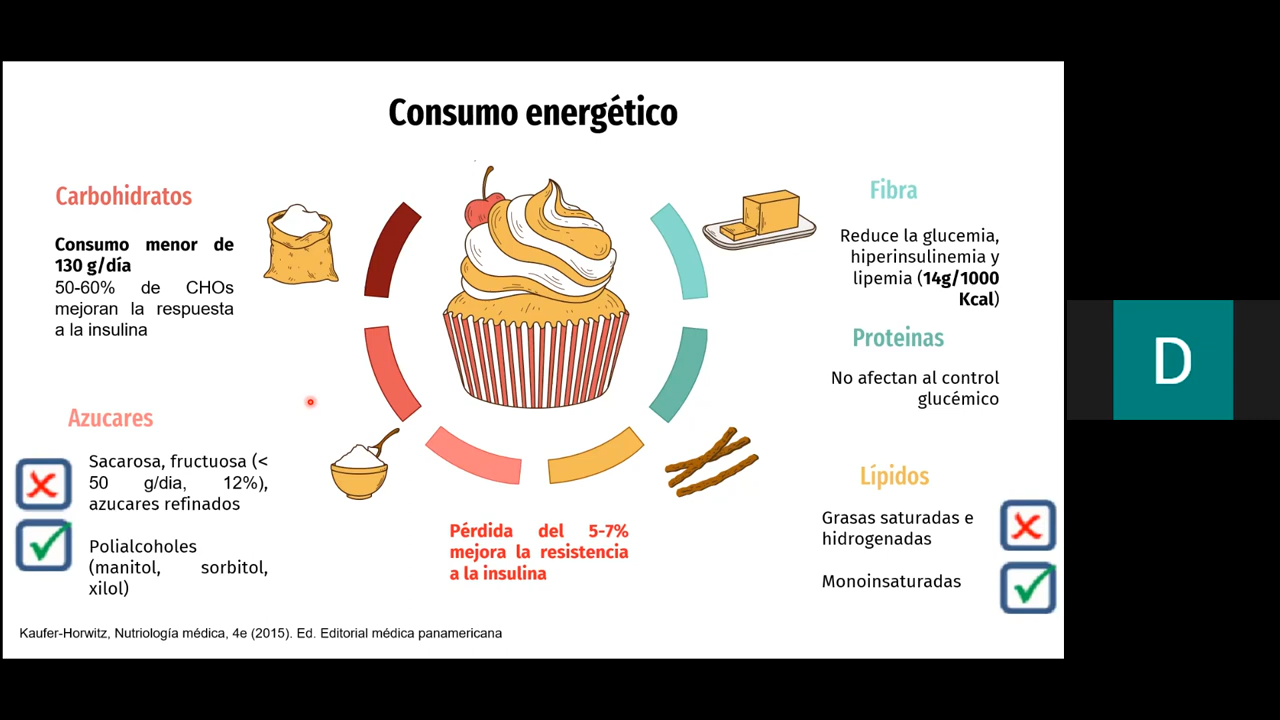 Consumo energético
Carbohidratos
Consumo menor de
130 g/día
50-60% de CHOs
mejoran la respuesta
a la insulina
Azucares
Sacarosa, fructuosa (<
50 g/dia, 12%),
azucares refinados
Polialcoholes
(manitol, sorbitol,
xilol)
Pérdida del 5-7%
mejora la resistencia
a la insulina
Fibra
Reduce la glucemia,
hiperinsulinemia y
lipemia (14g/1000
Kcal)
Proteinas
No afectan al control
glucémico
Lípidos
Grasas saturadas e
hidrogenadas
Monoinsaturadas
Kaufer-Horwitz, Nutriología médica, 4e (2015). Ed. Editorial médica panamericana
D